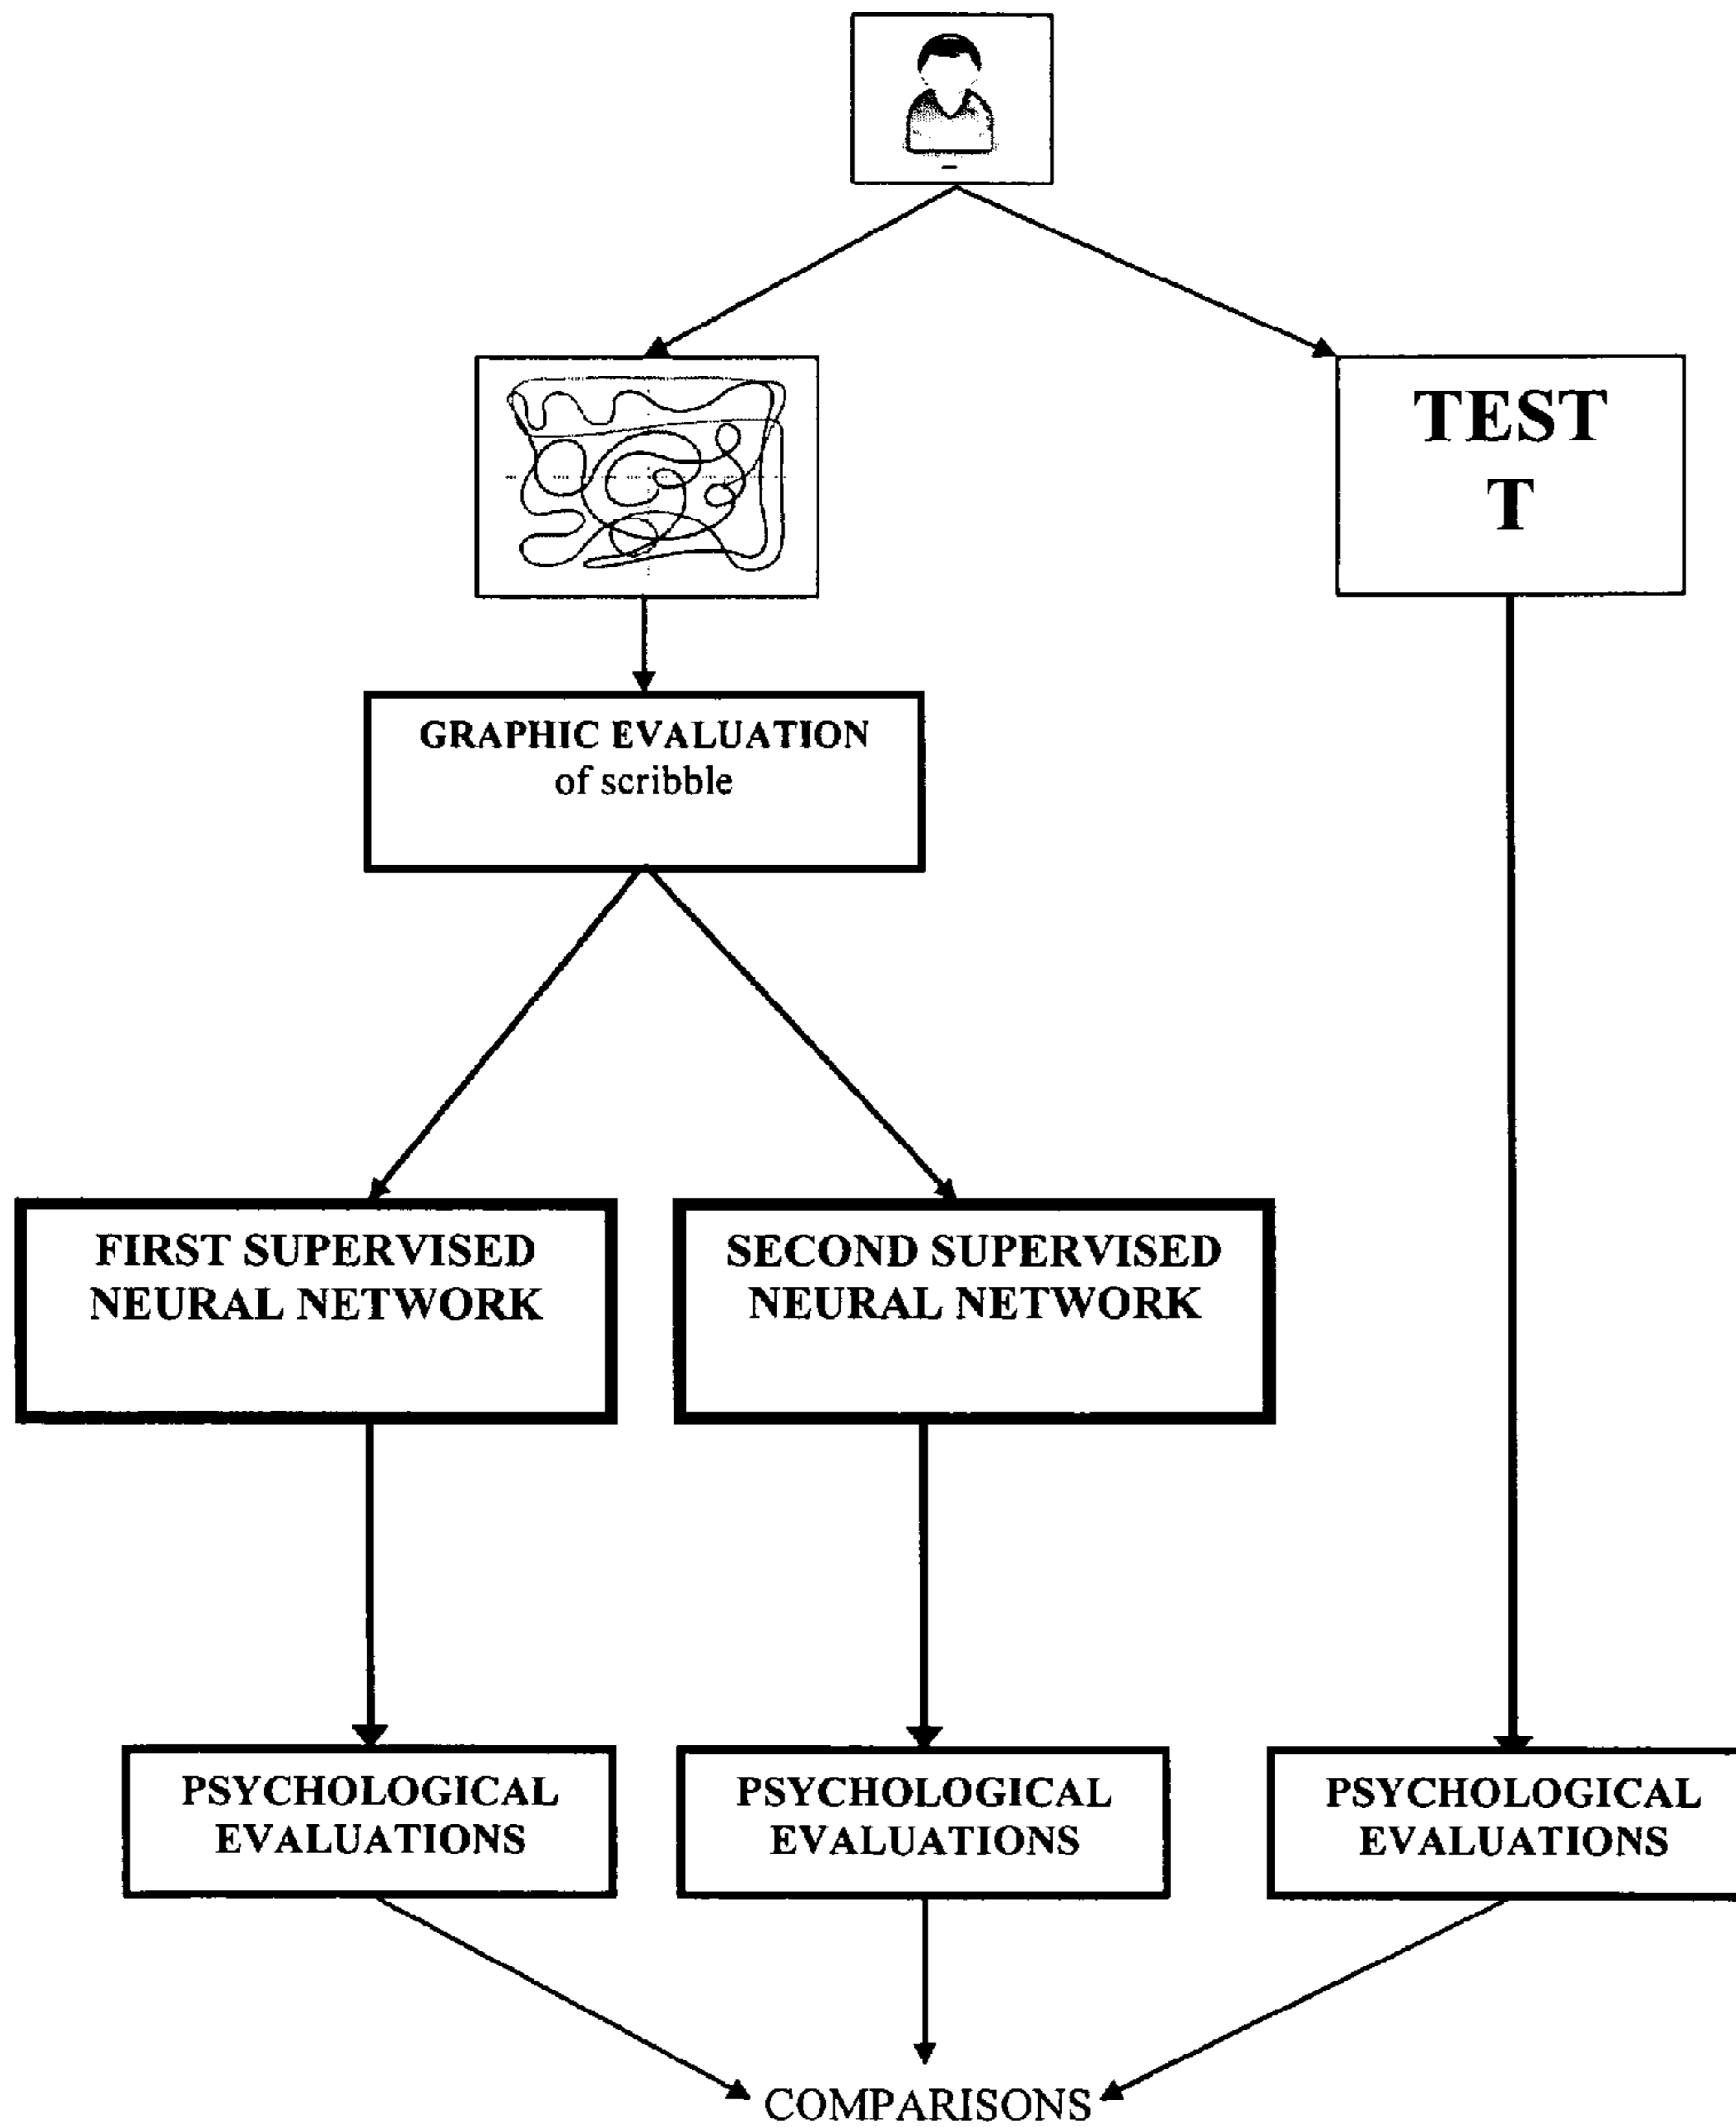 TEST
T
GRAPHIC EVALUATION
of scribble
FIRST SUPERVISED
NEURAL NETWORK
SECOND SUPERVISED
NEURAL NETWORK
PSYCHOLOGICAL
EVALUATIONS
PSYCHOLOGICAL
EVALUATIONS
PSYCHOLOGICAL
EVALUATIONS
COMPARISONS